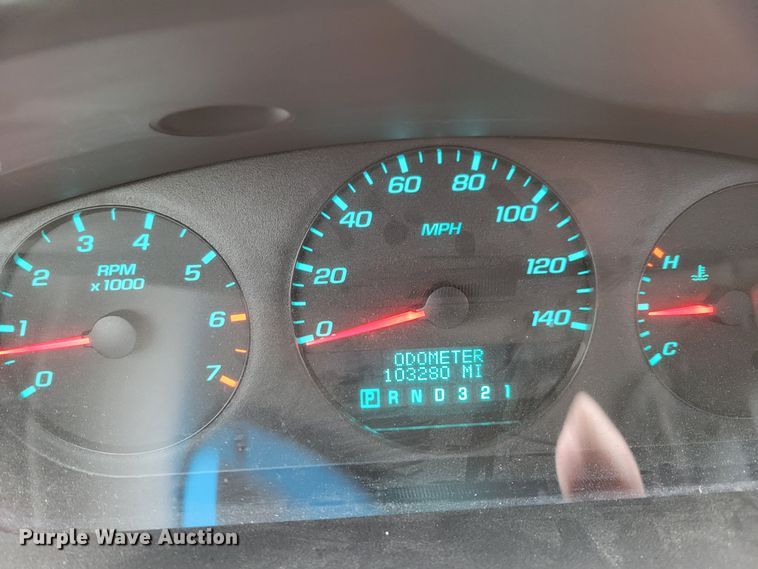 0 1 2 3 4 5 6 7
RPM
x1000
0 20 40 60 80 100 120 140
MPH
ODOMETER
103280 MI
P R N D 3 2 1
H
C
Purple Wave Auction